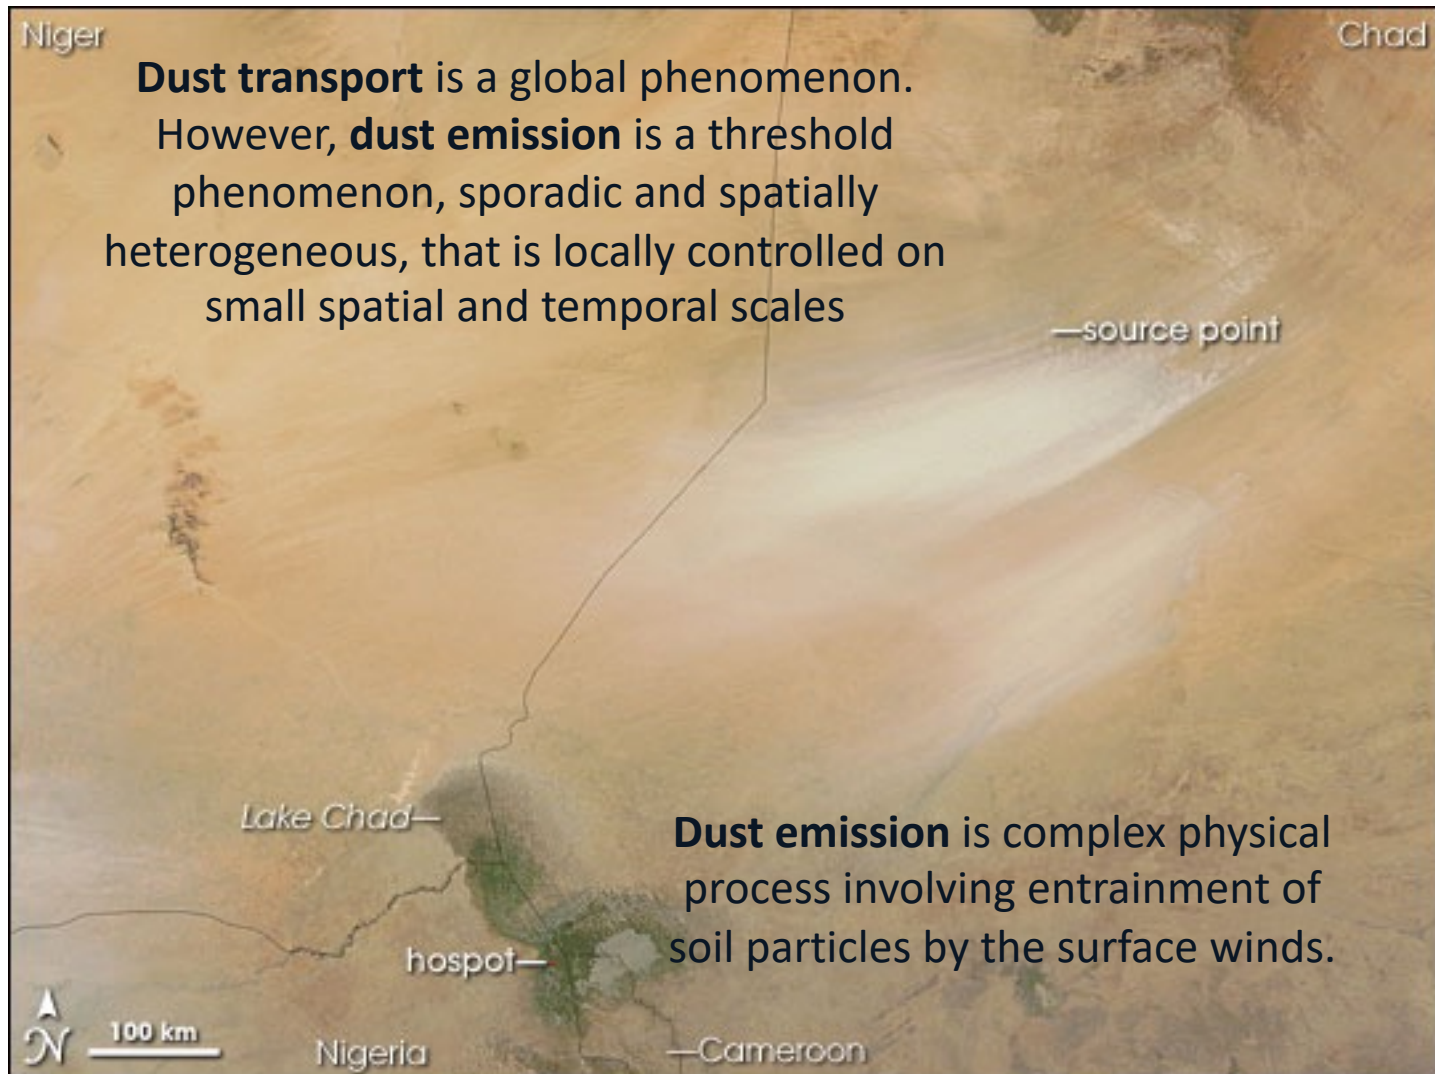 Niger
Chad
Dust transport is a global phenomenon.
However, dust emission is a threshold
phenomenon, sporadic and spatially
heterogeneous, that is locally controlled on
small spatial and temporal scales
—source point
Lake Chad—
Dust emission is complex physical
process involving entrainment of
soil particles by the surface winds.
hospot—
N
100 km
Nigeria
—Cameroon